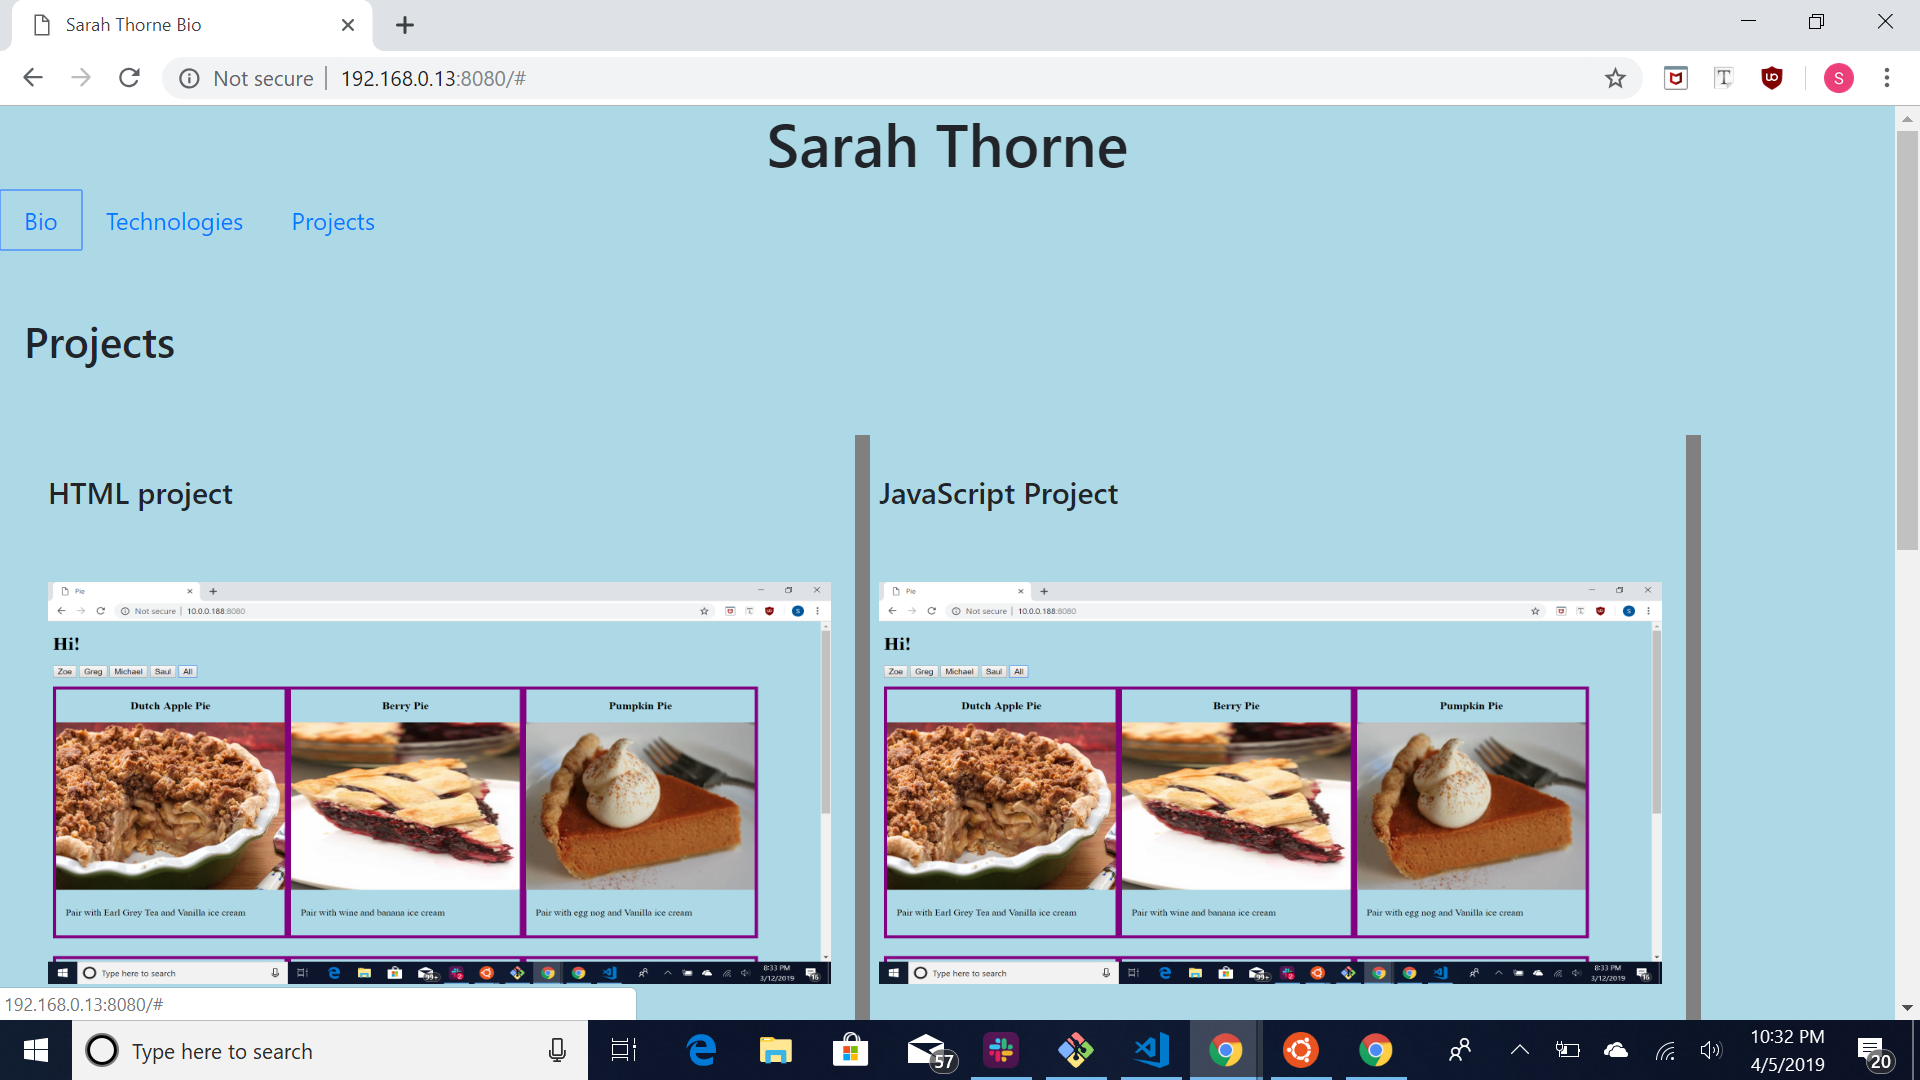 Sarah Thorne Bio
Not secure 192.168.0.13:8080/#
S
Sarah Thorne
Bio Technologies Projects
Projects
HTML project
JavaScript Project
Pie
Not secure 10.0.0.188:8080
S
Hi!
Zoe Greg Michael Saul All
Dutch Apple Pie Berry Pie Pumpkin Pie
Pair with Earl Grey Tea and Vanilla ice cream Pair with wine and banana ice cream Pair with egg nog and Vanilla ice cream
Type here to search 99+ 2 8:33 PM
3/12/2019 16
Pie
Not secure 10.0.0.188:8080
S
Hi!
Zoe Greg Michael Saul All
Dutch Apple Pie Berry Pie Pumpkin Pie
Pair with Earl Grey Tea and Vanilla ice cream Pair with wine and banana ice cream Pair with egg nog and Vanilla ice cream
Type here to search 99+ 2 8:33 PM
3/12/2019 16
192.168.0.13:8080/#
Type here to search 57 10:32 PM
4/5/2019 20